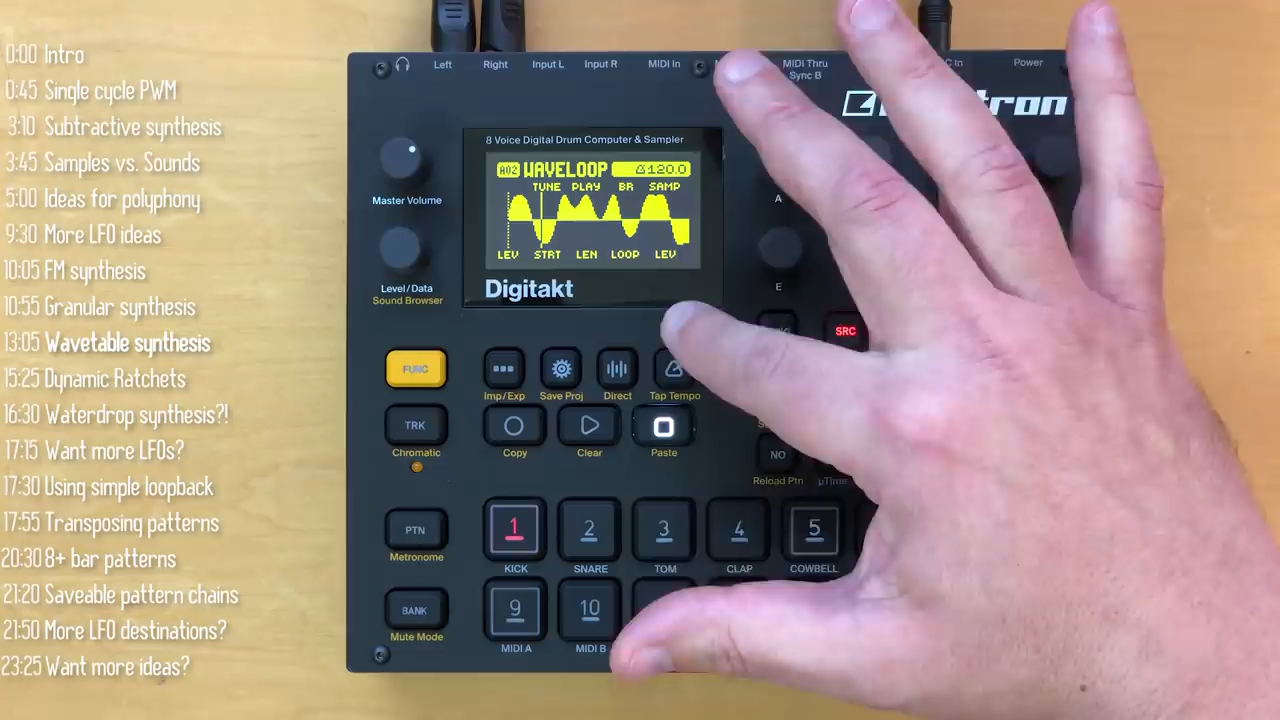 0:00 Intro
0:45 Single cycle PWM
3:10 Subtractive synthesis
3:45 Samples vs. Sounds
5:00 Ideas for polyphony
9:30 More LFO ideas
10:05 FM synthesis
10:55 Granular synthesis
13:05 Wavetable synthesis
15:25 Dynamic Ratchets
16:30 Waterdrop synthesis?!
17:15 Want more LFOs?
17:30 Using simple loopback
17:55 Transposing patterns
20:30 8+ bar patterns
21:20 Saveable pattern chains
21:50 More LFO destinations?
23:25 Want more ideas?
Left Right Input L Input R MIDI In MIDI Thru Power
Sync B
tron
8 Voice Digital Drum Computer & Sampler
A02 WAVELOOP 120.0
TUNE PLAY BR SAMP
LEV STRT LEN LOOP LEV
Digitakt
Master Volume
A
Level/Data
Sound Browser
E
SRC
FUNC
Imp/Exp Save Proj Direct Tap Tempo
TRK
Chromatic
Copy Clear Paste
NO
Reload Ptn µTime
PTN
Metronome
1 2 3 4 5
KICK SNARE TOM CLAP COWBELL
BANK
Mute Mode
9 10
MIDI A MIDI B